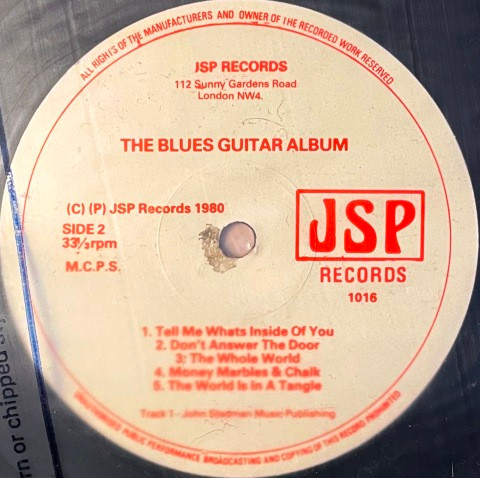 ALL RIGHTS OF THE MANUFACTURERS AND OWNER OF THE RECORDED WORK RESERVED
JSP RECORDS
112 Sunny Gardens Road
London NW4.
THE BLUES GUITAR ALBUM
(C) (P) JSP Records 1980
SIDE 2
33⅓rpm
M.C.P.S.
JSP
RECORDS
1016
1. Tell Me Whats Inside Of You
2. Don't Answer The Door
3. The Whole World
4. Money Marbles & Chalk
5. The World Is In A Tangle
Track 1 - John Stedman Music Publishing
UNAUTHORISED PUBLIC PERFORMANCE BROADCASTING AND COPYING OF THIS RECORD PROHIBITED
or chipped